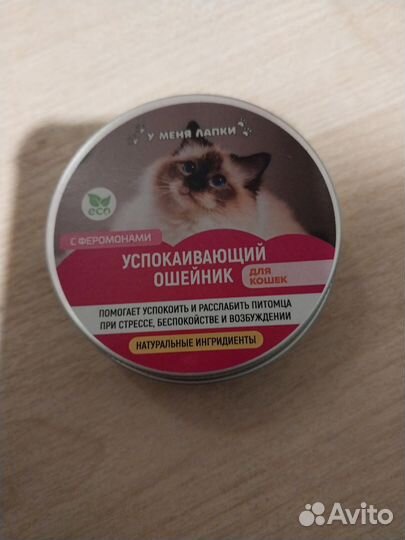 У МЕНЯ ЛАПКИ
eco
С ФЕРОМОНАМИ
УСПОКАИВАЮЩИЙ
ОШЕЙНИК
ДЛЯ
КОШЕК
ПОМОГАЕТ УСПОКОИТЬ И РАССЛАБИТЬ ПИТОМЦА
ПРИ СТРЕССЕ, БЕСПОКОЙСТВЕ И ВОЗБУЖДЕНИИ
НАТУРАЛЬНЫЕ ИНГРИДИЕНТЫ
Avito